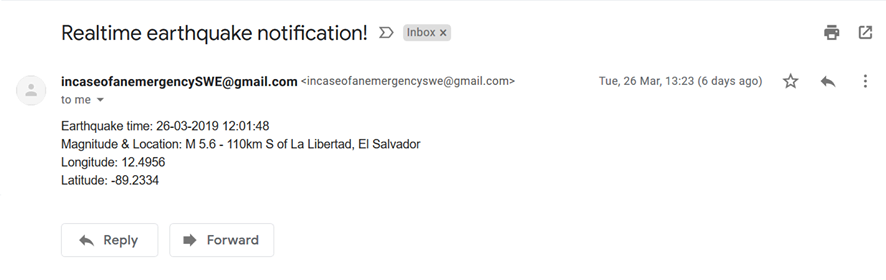 Realtime earthquake notification!
Inbox x
incaseofanemergencySWE@gmail.com <incaseofanemergencyswe@gmail.com>
Tue, 26 Mar, 13:23 (6 days ago)
to me
Earthquake time: 26-03-2019 12:01:48
Magnitude & Location: M 5.6 - 110km S of La Libertad, El Salvador
Longitude: 12.4956
Latitude: -89.2334
Reply
Forward